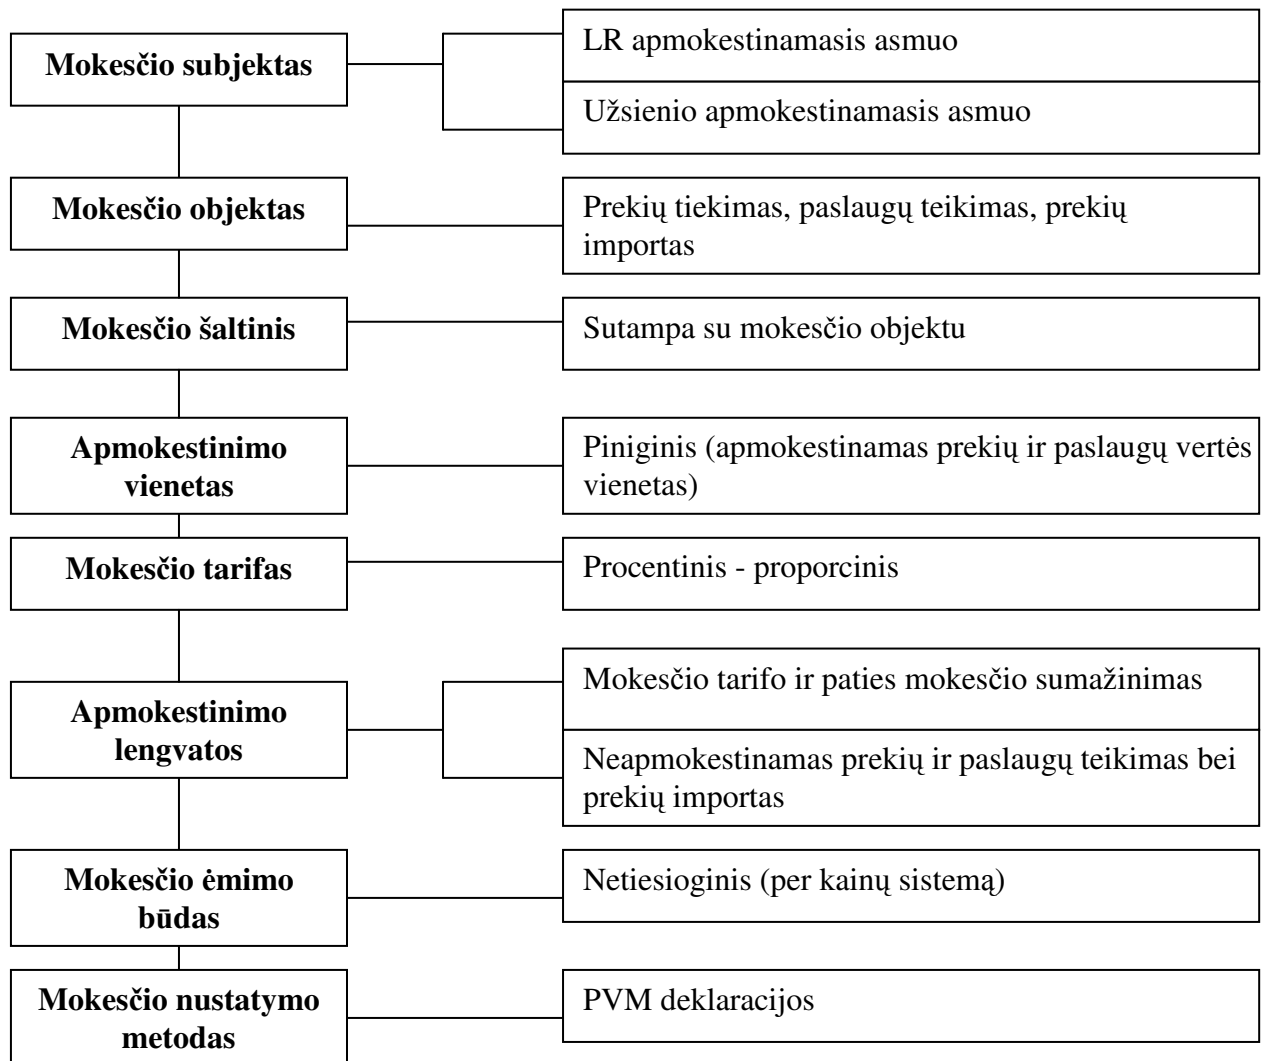 Mokesčio subjektas
LR apmokestinamasis asmuo
Užsienio apmokestinamasis asmuo
Mokesčio objektas
Prekių tiekimas, paslaugų teikimas, prekių
importas
Mokesčio šaltinis
Sutampa su mokesčio objektu
Apmokestinimo
vienetas
Piniginis (apmokestinamas prekių ir paslaugų vertės
vienetas)
Mokesčio tarifas
Procentinis - proporcinis
Apmokestinimo
lengvatos
Mokesčio tarifo ir paties mokesčio sumažinimas
Neapmokestinamas prekių ir paslaugų teikimas bei
prekių importas
Mokesčio ėmimo
būdas
Netiesioginis (per kainų sistemą)
Mokesčio nustatymo
metodas
PVM deklaracijos